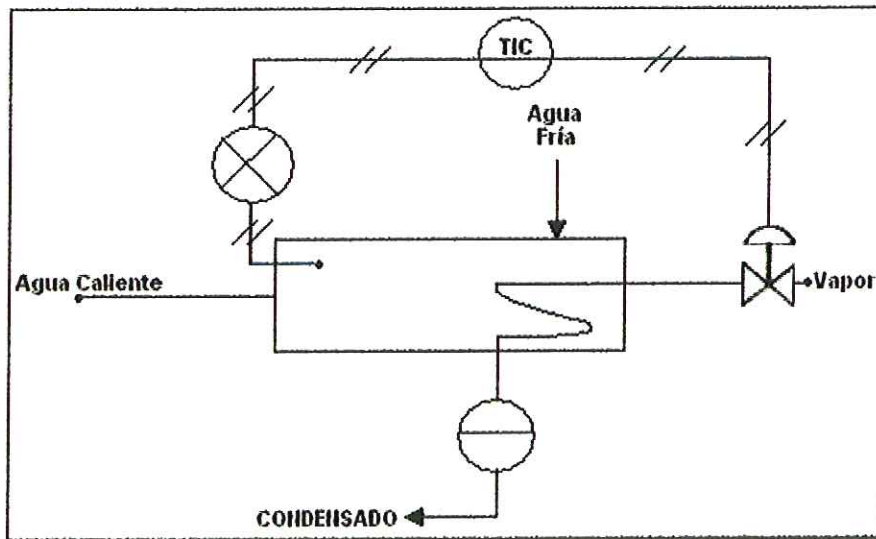 TIC
Agua
Fría
Agua Caliente
Vapor
CONDENSADO